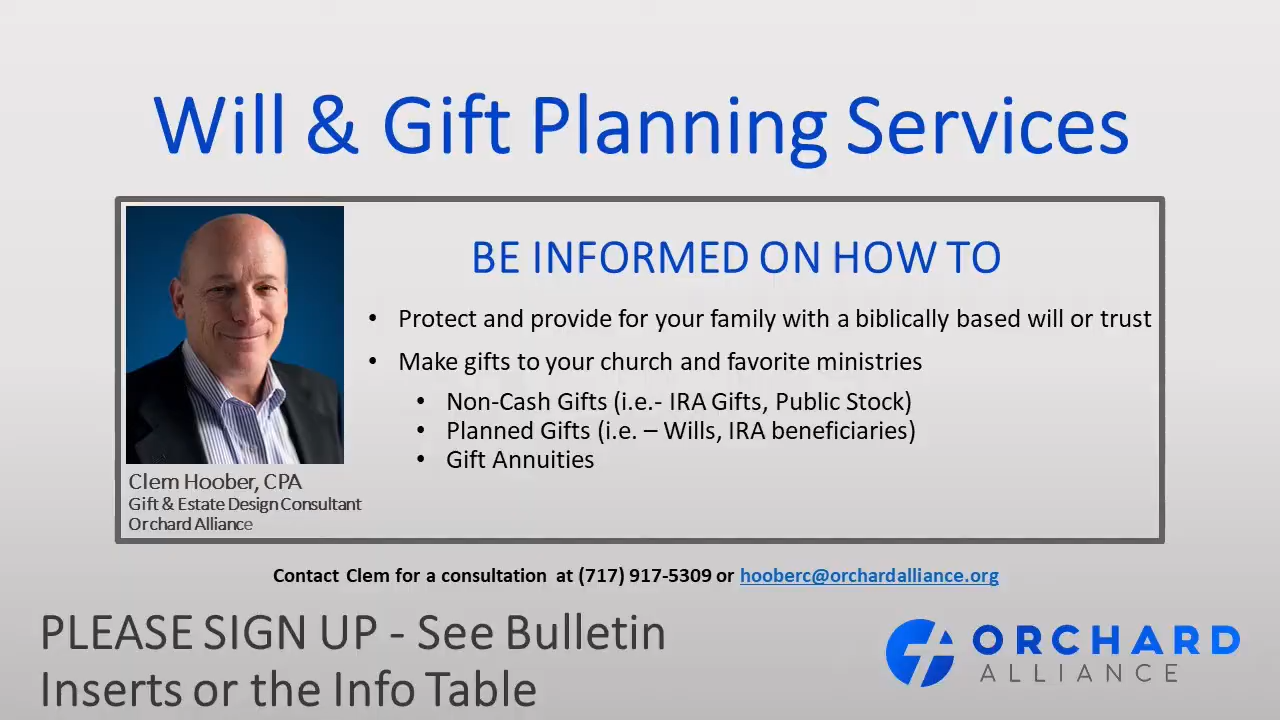 Will & Gift Planning Services
BE INFORMED ON HOW TO
• Protect and provide for your family with a biblically based will or trust
• Make gifts to your church and favorite ministries
• Non-Cash Gifts (i.e.- IRA Gifts, Public Stock)
• Planned Gifts (i.e. – Wills, IRA beneficiaries)
• Gift Annuities
Clem Hoober, CPA
Gift & Estate Design Consultant
Orchard Alliance
Contact Clem for a consultation at (717) 917-5309 or hooberc@orchardalliance.org
PLEASE SIGN UP - See Bulletin
Inserts or the Info Table
ORCHARD
ALLIANCE